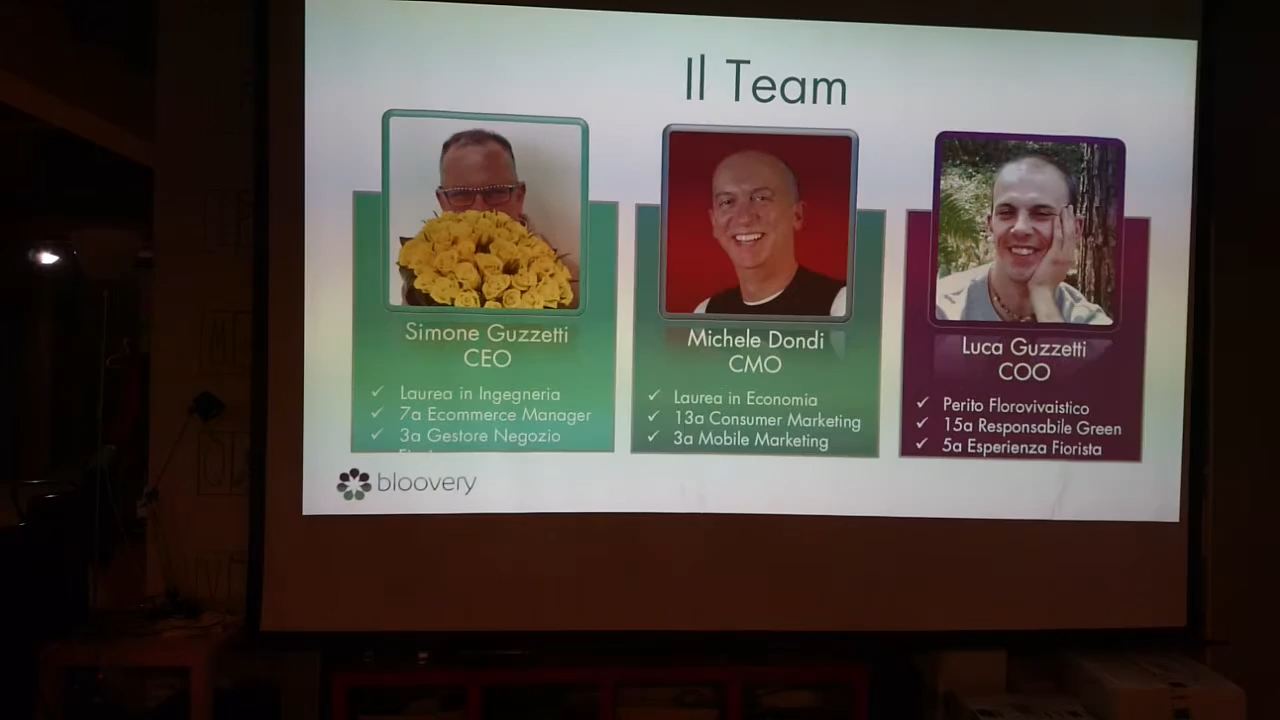 Il Team
Simone Guzzetti
CEO
✓ Laurea in Ingegneria
✓ 7a Ecommerce Manager
✓ 3a Gestore Negozio
Michele Dondi
CMO
✓ Laurea in Economia
✓ 13a Consumer Marketing
✓ 3a Mobile Marketing
Luca Guzzetti
COO
✓ Perito Florovivaistico
✓ 15a Responsabile Green
✓ 5a Esperienza Fiorista
bloovery